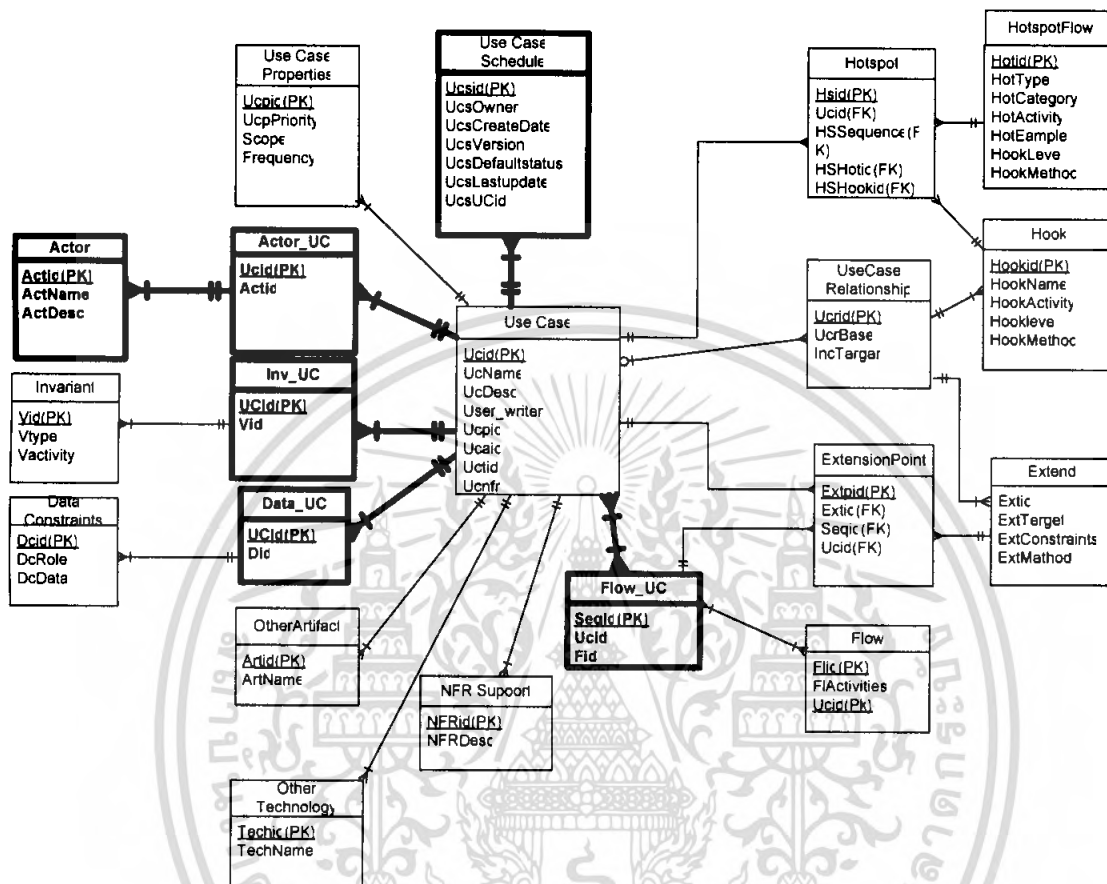 Use Case
Properties
Ucpic(PK)
UcpPriority
Scope
Frequency
Use Case
Schedule
Ucsid(PK)
UcsOwner
UcsCreateDate
UcsVersion
UcsDefaultstatus
UcsLastupdate
UcsUCid
Hotspot
Hsid(PK)
Ucid(FK)
HSSequence(F
K)
HSHotic(FK)
HSHookid(FK)
HotspotFlow
Hotid(PK)
HotType
HotCategory
HotActivity
HotEample
HookLeve
HookMethoc
Actor
Actid(PK)
ActName
ActDesc
Actor_UC
Ucid(PK)
Actid
Hook
Hookid(PK)
HookName
HookActivity
Hookleve
HookMethoc
UseCase
Relationship
Ucrid(PK)
UcrBase
IncTargar
Use Case
Ucid(PK)
UcName
UcDesc
User_writer
Ucpic
Ucaic
Uctid
Ucnfr
Invariant
Vid(PK)
Vtype
Vactivity
Inv_UC
UCid(PK)
Vid
Data
Constraints
Dcid(PK)
DcRole
DcData
Data_UC
UCid(PK)
Did
ExtensionPoint
Extpid(PK)
Extic(FK)
Seqic(FK)
Ucid(FK)
Extend
Extic
ExtTergel
ExtConstraints
ExtMathod
Flow_UC
Seqid(PK)
Ucid
Fid
OtherArtifacl
Artid(PK)
ArtName
NFR Support
NFRid(PK)
NFRDesc
Flow
Flic(PK)
FlActivities
Ucid(Pk)
Other
Technology
Techic(PK)
TechName